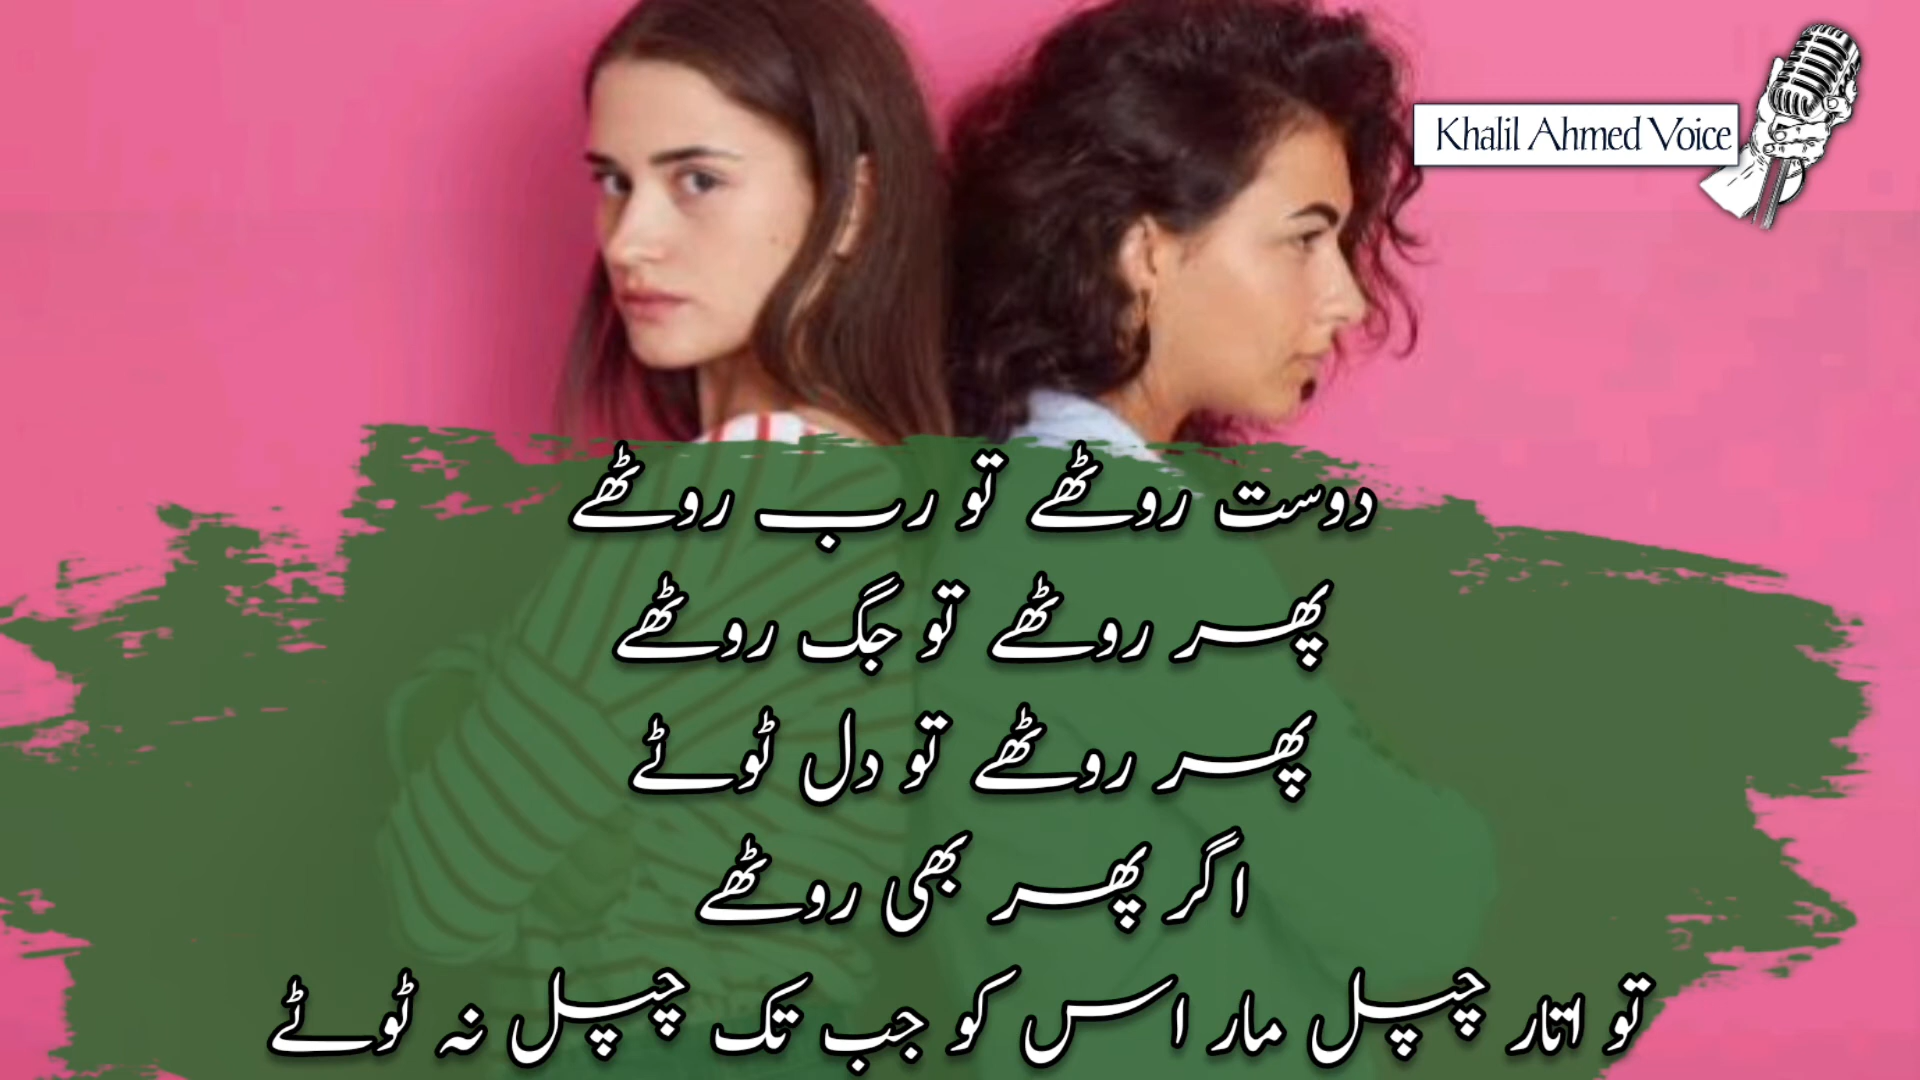 Khalil Ahmed Voice
دوست روٹھے تو رب روٹھے
پھر روٹھے تو جگ روٹھے
پھر روٹھے تو دل ٹوٹے
اگر پھر بھی روٹھے
تو اتار چپل مار اس کو جب تک چپل نہ ٹوٹے